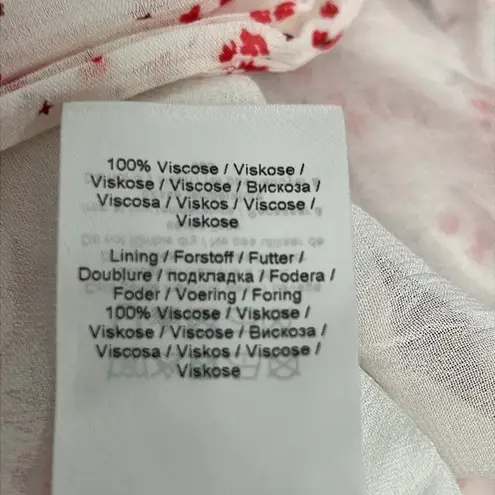 100% Viscose / Viskose /
Viskose / Viscose / Вискоза /
Viscosa / Viskos / Viscose /
Viskose
Lining / Forstoff / Futter /
Doublure / подкладка / Fodera /
Foder / Voering / Foring
100% Viscose / Viskose /
Viskose / Viscose / Вискоза /
Viscosa / Viskos / Viscose /
Viskose